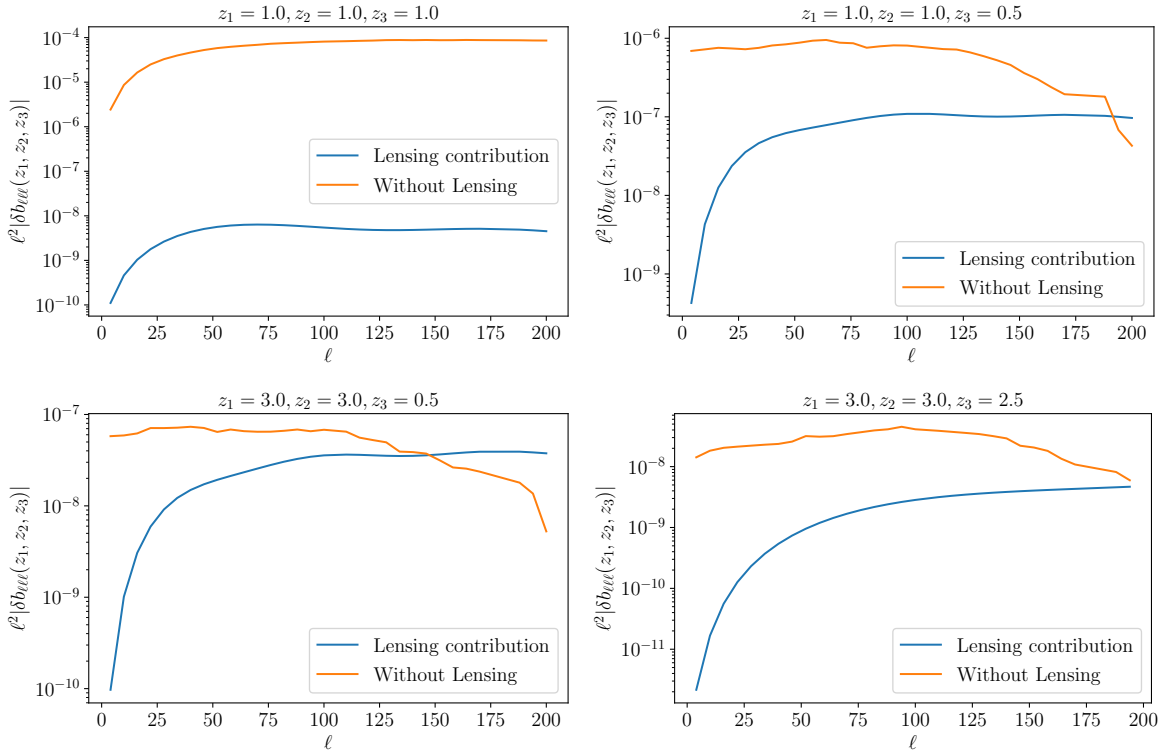 z₁ = 1.0, z₂ = 1.0, z₃ = 1.0
ℓ²|δb_ℓℓℓ(z₁, z₂, z₃)|
10⁻⁴
10⁻⁵
10⁻⁶
10⁻⁷
10⁻⁸
10⁻⁹
10⁻¹⁰
Lensing contribution
Without Lensing
0 25 50 75 100 125 150 175 200
ℓ
z₁ = 1.0, z₂ = 1.0, z₃ = 0.5
ℓ²|δb_ℓℓℓ(z₁, z₂, z₃)|
10⁻⁶
10⁻⁷
10⁻⁸
10⁻⁹
Lensing contribution
Without Lensing
0 25 50 75 100 125 150 175 200
ℓ
z₁ = 3.0, z₂ = 3.0, z₃ = 0.5
ℓ²|δb_ℓℓℓ(z₁, z₂, z₃)|
10⁻⁷
10⁻⁸
10⁻⁹
10⁻¹⁰
Lensing contribution
Without Lensing
0 25 50 75 100 125 150 175 200
ℓ
z₁ = 3.0, z₂ = 3.0, z₃ = 2.5
ℓ²|δb_ℓℓℓ(z₁, z₂, z₃)|
10⁻⁸
10⁻⁹
10⁻¹⁰
10⁻¹¹
Lensing contribution
Without Lensing
0 25 50 75 100 125 150 175 200
ℓ